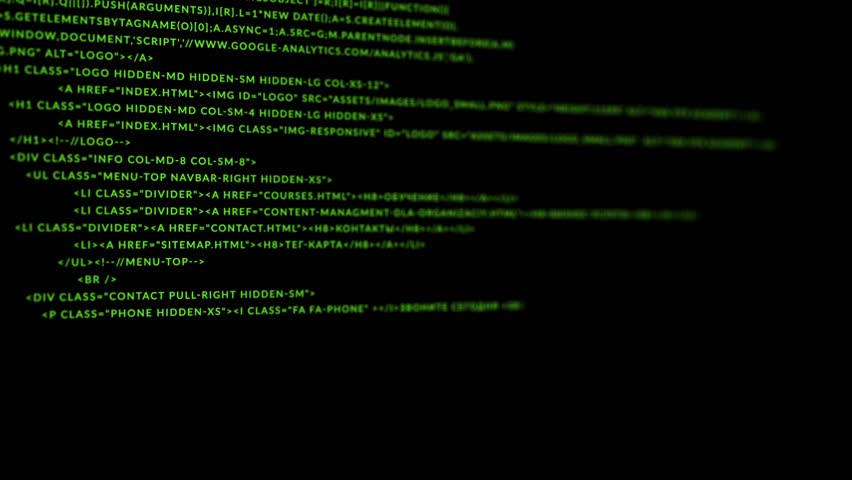 .PUSH(ARGUMENTS)},I[R].L=1*NEW DATE();A=S.CREATEELEMENT(O),
=S.GETELEMENTSBYTAGNAME(O)[0];A.ASYNC=1;A.SRC=G;M.PARENTNODE.INSERTBEFORE(A,M)
WINDOW,DOCUMENT,'SCRIPT','//WWW.GOOGLE-ANALYTICS.COM/ANALYTICS.JS','GA');
G.PNG" ALT="LOGO"></A>
<H1 CLASS="LOGO HIDDEN-MD HIDDEN-SM HIDDEN-LG COL-XS-12">
<A HREF="INDEX.HTML"><IMG ID="LOGO" SRC="ASSETS/IMAGES/LOGO_SMALL.PNG"
<H1 CLASS="LOGO HIDDEN-MD COL-SM-4 HIDDEN-LG HIDDEN-XS">
<A HREF="INDEX.HTML"><IMG CLASS="IMG-RESPONSIVE" ID="LOGO"
</H1><!--//LOGO-->
<DIV CLASS="INFO COL-MD-8 COL-SM-8">
<UL CLASS="MENU-TOP NAVBAR-RIGHT HIDDEN-XS">
<LI CLASS="DIVIDER"><A HREF="COURSES.HTML"><H8>ОБУЧЕНИЕ</H8></A></LI>
<LI CLASS="DIVIDER"><A HREF="CONTENT-MANAGMENT-DLA-ORGANIZACIY.HTML">
<LI CLASS="DIVIDER"><A HREF="CONTACT.HTML"><H8>КОНТАКТЫ</H8></A></LI>
<LI><A HREF="SITEMAP.HTML"><H8>ТЕГ-КАРТА</H8></A></LI>
</UL><!--//MENU-TOP-->
<BR />
<DIV CLASS="CONTACT PULL-RIGHT HIDDEN-SM">
<P CLASS="PHONE HIDDEN-XS"><I CLASS="FA FA-PHONE" ></I>ЗВОНИТЕ СЕГОДНЯ